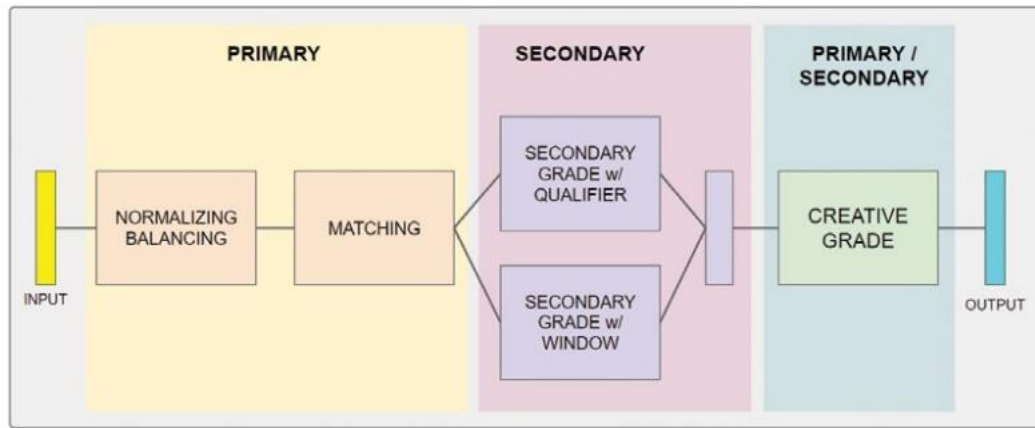 PRIMARY
SECONDARY
PRIMARY /
SECONDARY
INPUT
NORMALIZING
BALANCING
MATCHING
SECONDARY
GRADE w/
QUALIFIER
SECONDARY
GRADE w/
WINDOW
CREATIVE
GRADE
OUTPUT